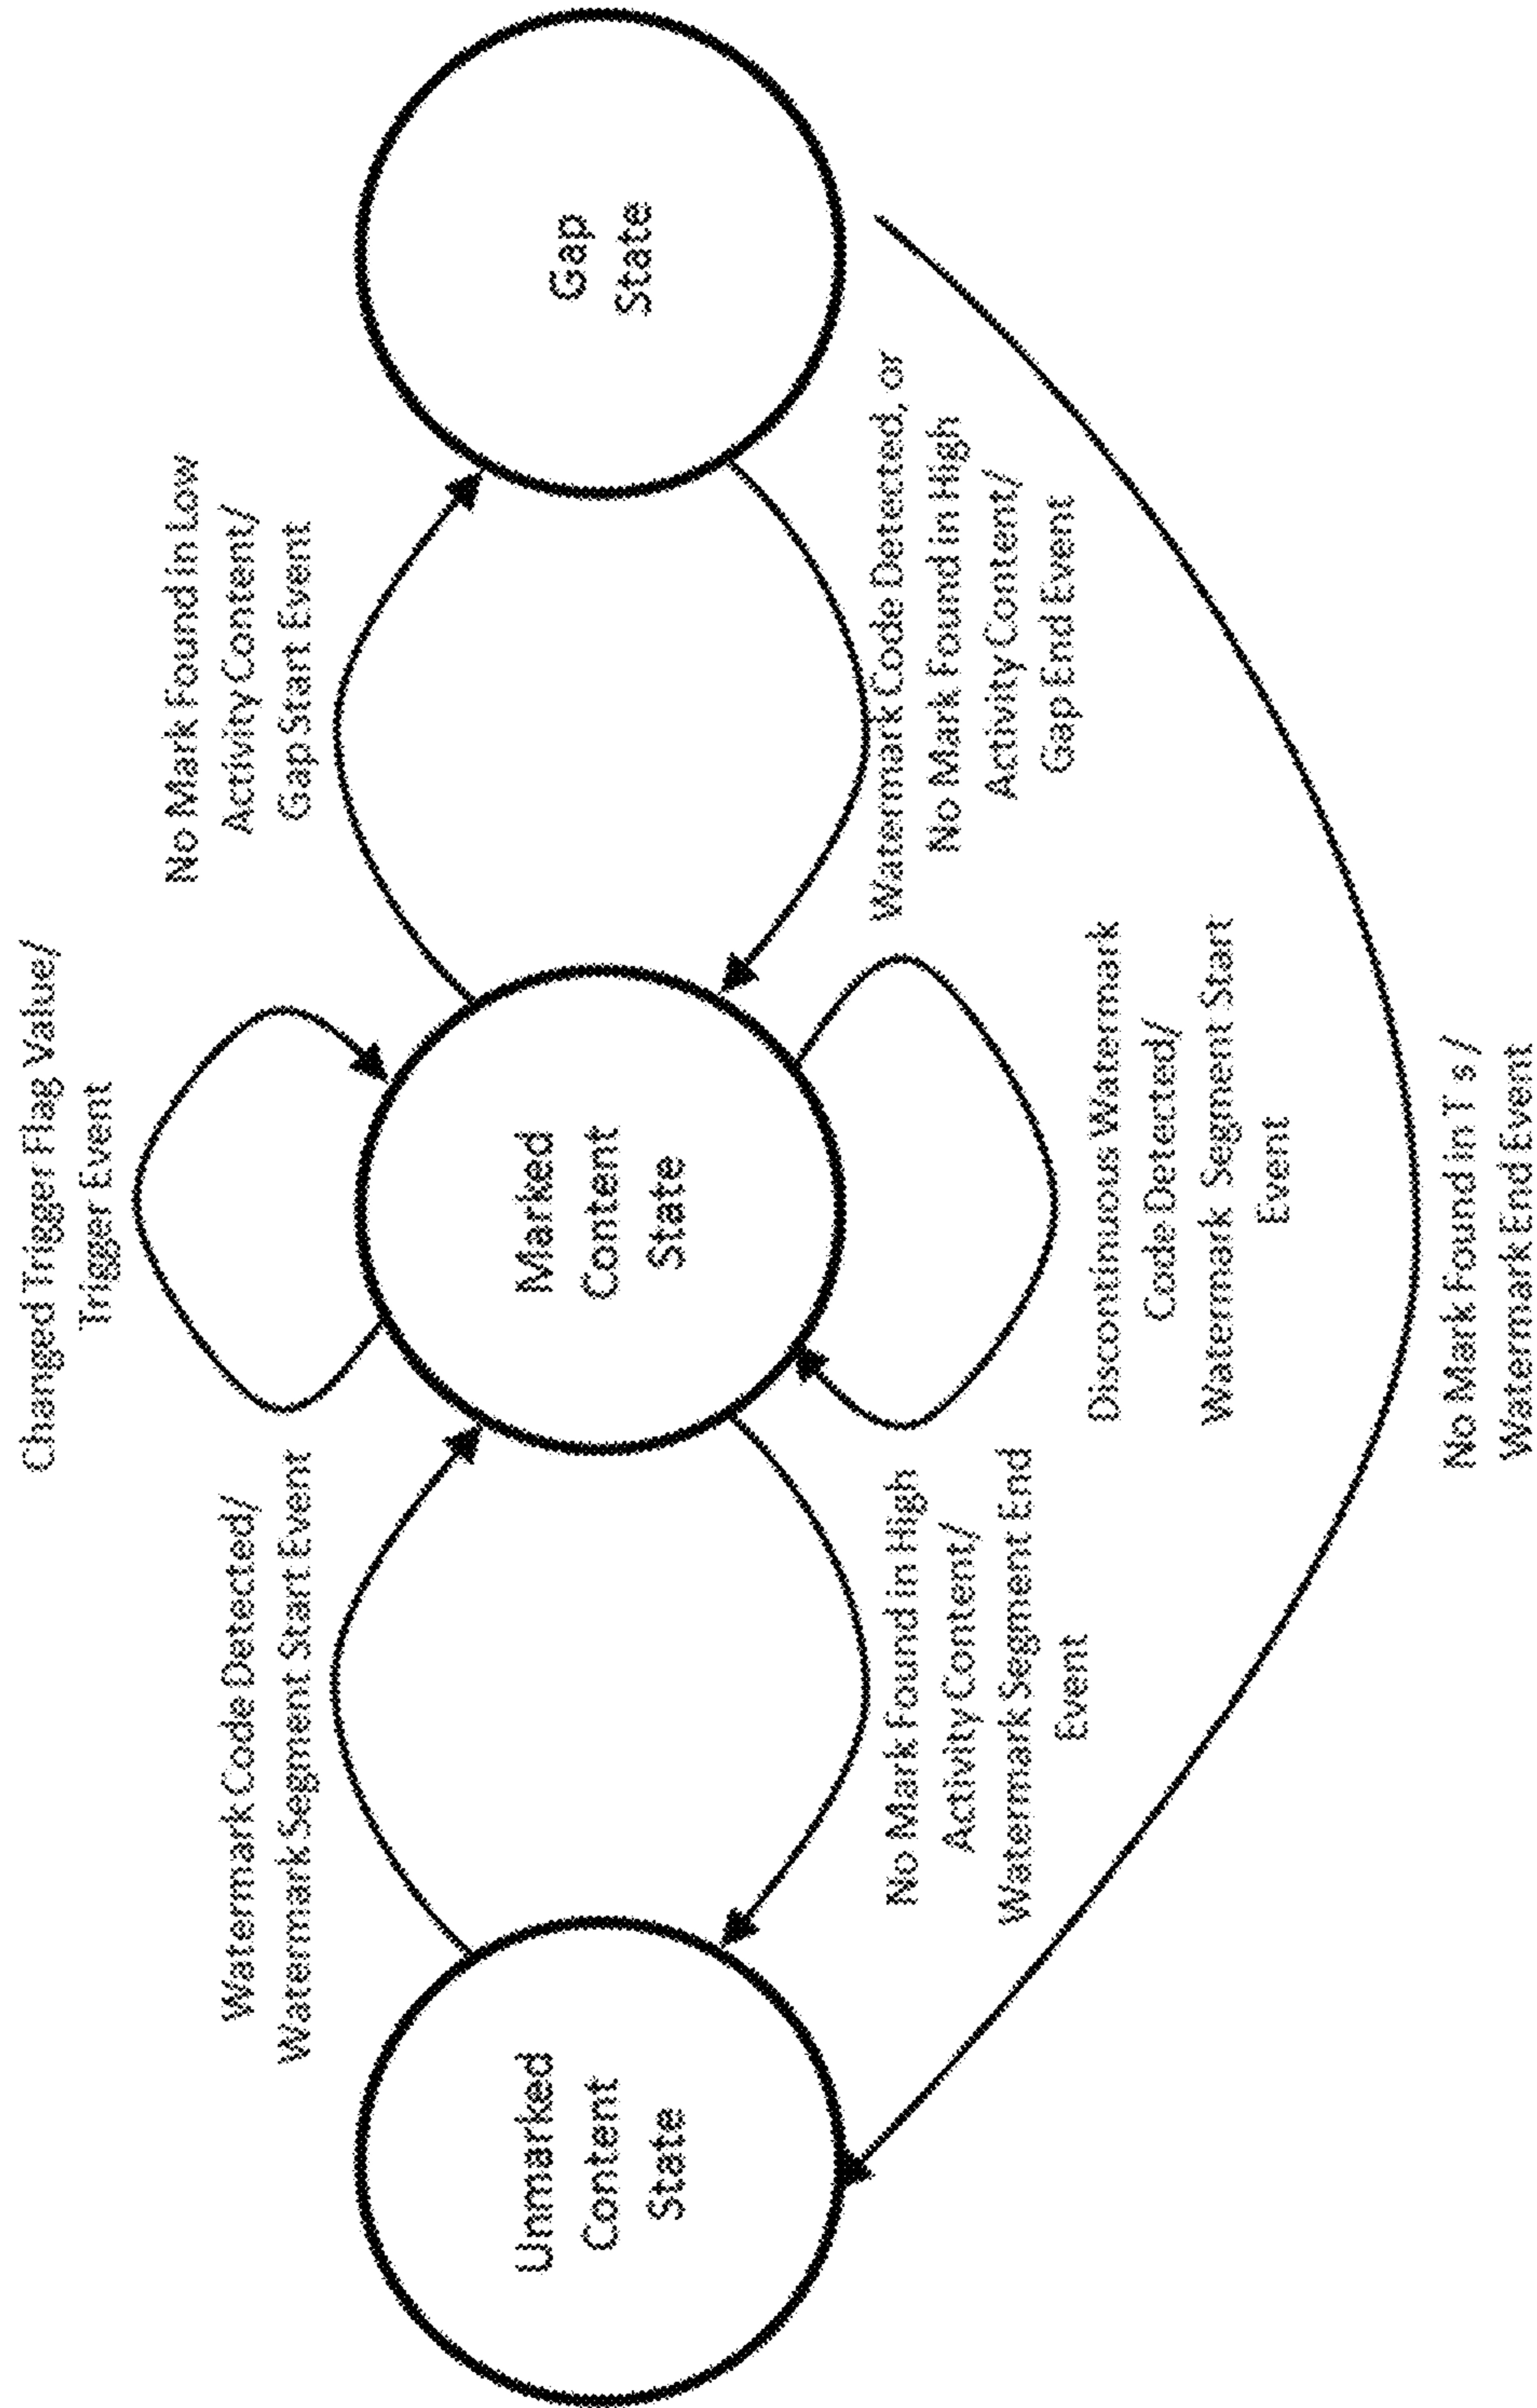 Changed Trigger Flag Value/
Trigger Event
Watermark Code Detected/
Watermark Segment Start Event
No Mark Found in Low
Activity Content/
Gap Start Event
Unmarked
Content
State
Marked
Content
State
Gap
State
No Mark Found in High
Activity Content/
Watermark Segment End
Event
Watermark Code Detected, or
No Mark Found in High
Activity Content/
Gap End Event
Discontinuous Watermark
Code Detected/
Watermark Segment Start
Event
No Mark Found in T s /
Watermark End Event